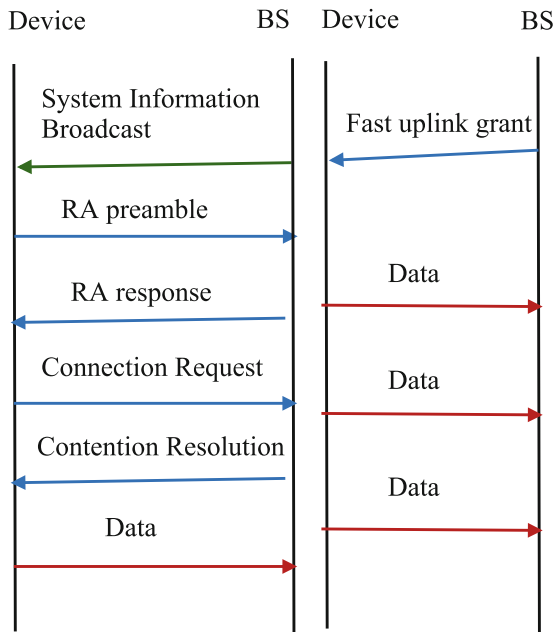 Device
BS
System Information
Broadcast
RA preamble
RA response
Connection Request
Contention Resolution
Data
Device
BS
Fast uplink grant
Data
Data
Data